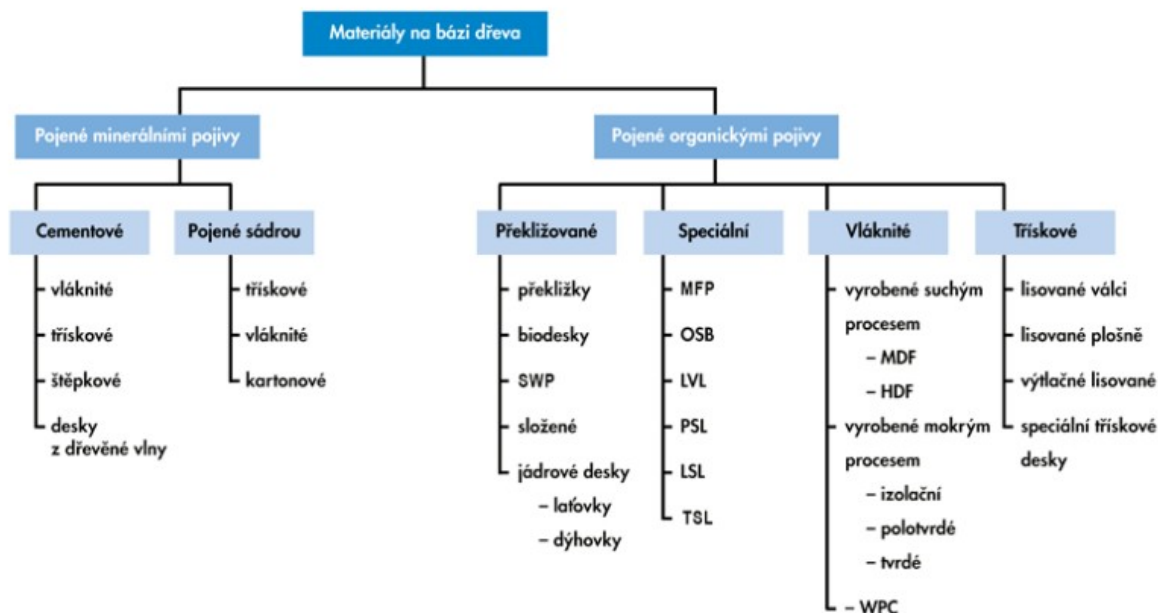 Materiály na bázi dřeva
Pojené minerálními pojivy
Pojené organickými pojivy
Cementové
Pojené sádrou
Překližované
Speciální
Vláknité
Třískové
vláknité
třískové
štěpkové
desky
z dřevěné vlny
třískové
vláknité
kartonové
překližky
biodesky
SWP
složené
jádrové desky
– laťovky
– dýhovky
MFP
OSB
LVL
PSL
LSL
TSL
vyrobené suchým
procesem
– MDF
– HDF
vyrobené mokrým
procesem
– izolační
– polotvrdé
– tvrdé
– WPC
lisované válci
lisované plošně
výtlačné lisované
speciální třískové
desky